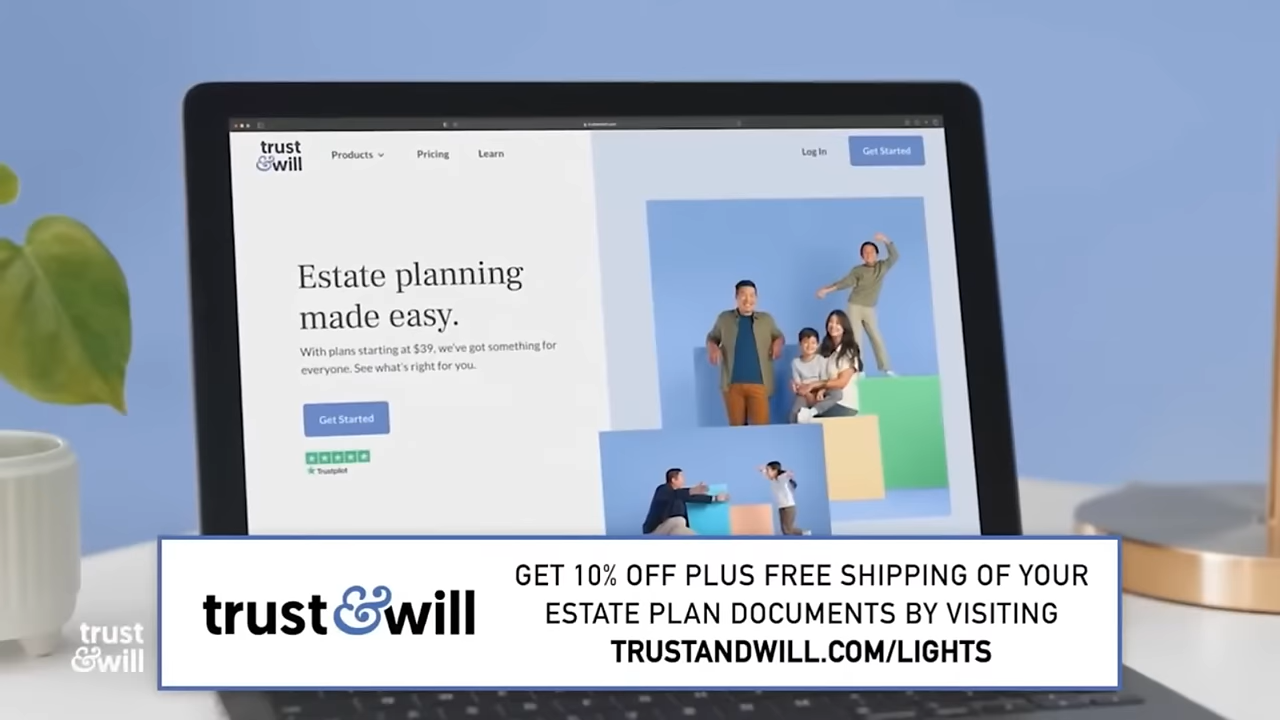 trust
&will
Products
Pricing
Learn
Log In
Get Started
Estate planning
made easy.
With plans starting at $39, we've got something for
everyone. See what's right for you.
Get Started
Trustpilot
trust&will
GET 10% OFF PLUS FREE SHIPPING OF YOUR
ESTATE PLAN DOCUMENTS BY VISITING
TRUSTANDWILL.COM/LIGHTS
trust
&will